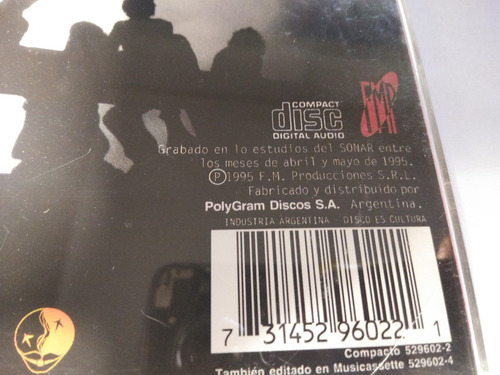 COMPACT
disc
DIGITAL AUDIO
FMP
Grabado en lo estudios del SONAR entre
los meses de abril y mayo de 1995.
Ⓟ1995 F.M. Producciones S.R.L.
Fabricado y distribuido por
PolyGram Discos S.A. Argentina.
INDUSTRIA ARGENTINA - DISCO ES CULTURA
7 31452 96022 1
Compacto 529602-2
También editado en Musicassette 529602-4